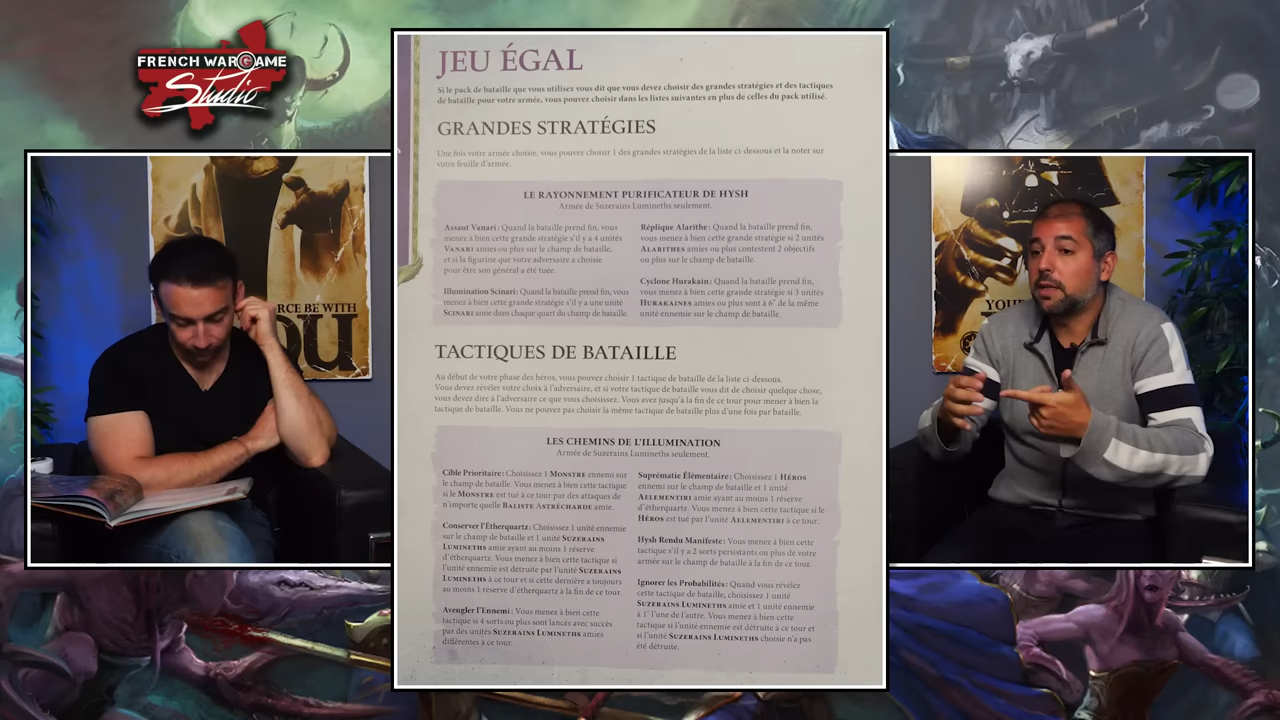 FRENCH WARGAME
Studio
JEU ÉGAL
Si le pack de bataille que vous utilisez vous dit que vous devez choisir des grandes stratégies et des tactiques
de bataille pour votre armée, vous pouvez choisir dans les listes suivantes en plus de celles du pack utilisé.
GRANDES STRATÉGIES
Une fois votre armée choisie, vous pouvez choisir 1 des grandes stratégies de la liste ci-dessous et la noter sur
votre feuille d'armée.
LE RAYONNEMENT PURIFICATEUR DE HYSH
Armée de Suzerains Lumineths seulement.
Assaut Vanari : Quand la bataille prend fin, vous
menez à bien cette grande stratégie s'il y a 4 unités
VANARI amies ou plus sur le champ de bataille,
et si la figurine que votre adversaire a choisie
pour être son général a été tuée.
Illumination Scinari : Quand la bataille prend fin, vous
menez à bien cette grande stratégie s'il y a une unité
SCINARI amie dans chaque quart du champ de bataille.
Réplique Alarithe : Quand la bataille prend fin,
vous menez à bien cette grande stratégie si 2 unités
ALARITHES amies ou plus contestent 2 objectifs
ou plus sur le champ de bataille.
Cyclone Hurakain : Quand la bataille prend fin,
vous menez à bien cette grande stratégie si 3 unités
HURAKAINES amies ou plus sont à 6" de la même
unité ennemie sur le champ de bataille.
TACTIQUES DE BATAILLE
Au début de votre phase des héros, vous pouvez choisir 1 tactique de bataille de la liste ci-dessous.
Vous devez révéler votre choix à l'adversaire, et si votre tactique de bataille vous dit de choisir quelque chose,
vous devez dire à l'adversaire ce que vous choisissez. Vous avez jusqu'à la fin de ce tour pour mener à bien la
tactique de bataille. Vous ne pouvez pas choisir la même tactique de bataille plus d'une fois par bataille.
LES CHEMINS DE L'ILLUMINATION
Armée de Suzerains Lumineths seulement.
Cible Prioritaire : Choisissez 1 MONSTRE ennemi sur
le champ de bataille. Vous menez à bien cette tactique
si le MONSTRE est tué à ce tour par des attaques de
n'importe quelle BALISTE ASTRÉCHARDE amie.
Conserver l'Étherquartz : Choisissez 1 unité ennemie
sur le champ de bataille et 1 unité SUZERAINS
LUMINETHS amie ayant au moins 1 réserve
d'étherquartz. Vous menez à bien cette tactique si
l'unité ennemie est détruite par l'unité SUZERAINS
LUMINETHS à ce tour et si cette dernière a toujours
au moins 1 réserve d'étherquartz à la fin de ce tour.
Aveugler l'Ennemi : Vous menez à bien cette
tactique si 4 sorts ou plus sont lancés avec succès
par des unités SUZERAINS LUMINETHS amies
différentes à ce tour.
Suprématie Élémentaire : Choisissez 1 HÉROS
ennemi sur le champ de bataille et 1 unité
AELEMENTIRI amie ayant au moins 1 réserve
d'étherquartz. Vous menez à bien cette tactique si le
HÉROS est tué par l'unité AELEMENTIRI à ce tour.
Hysh Rendu Manifeste : Vous menez à bien cette
tactique s'il y a 2 sorts persistants ou plus de votre
armée sur le champ de bataille à la fin de ce tour.
Ignorer les Probabilités : Quand vous révélez
cette tactique de bataille, choisissez 1 unité
SUZERAINS LUMINETHS amie et 1 unité ennemie
à 1" l'une de l'autre. Vous menez à bien cette
tactique si l'unité ennemie est détruite à ce tour et
si l'unité SUZERAINS LUMINETHS choisie n'a pas
été détruite.
RCE BE WITH
OU
YOUR